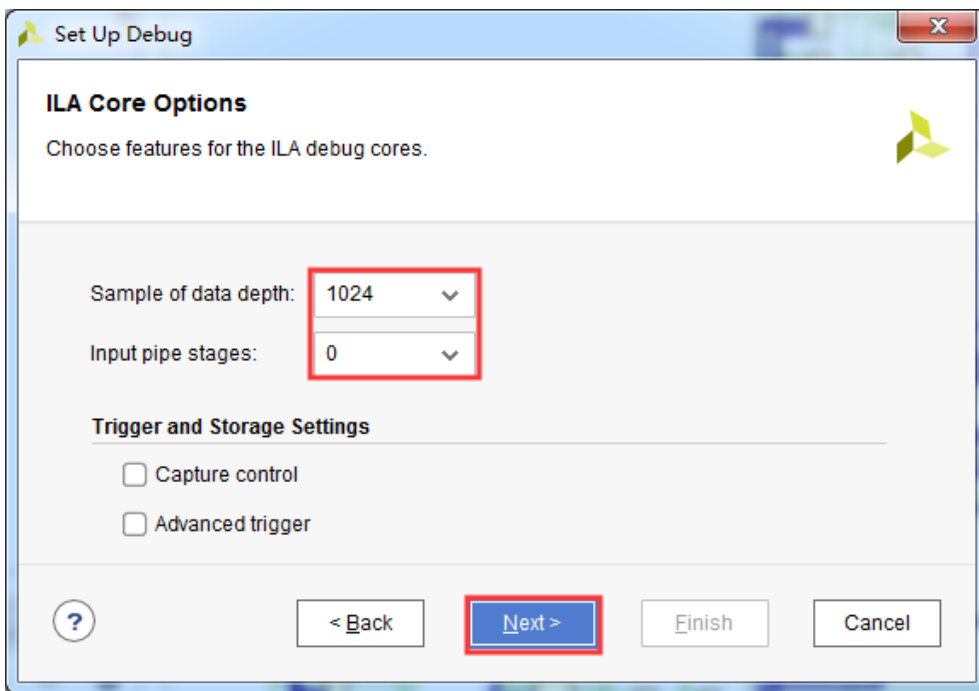 Set Up Debug
ILA Core Options
Choose features for the ILA debug cores.
Sample of data depth: 1024
Input pipe stages: 0
Trigger and Storage Settings
Capture control
Advanced trigger
? < Back Next > Finish Cancel